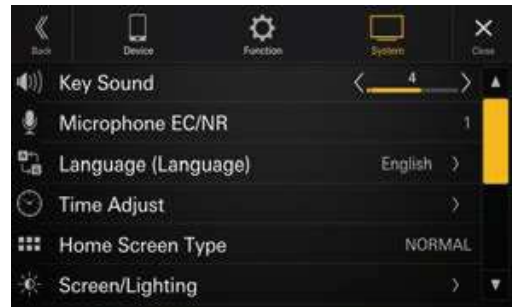 Back Device Function System Close
Key Sound 4
Microphone EC/NR 1
Language (Language) English
Time Adjust
Home Screen Type NORMAL
Screen/Lighting